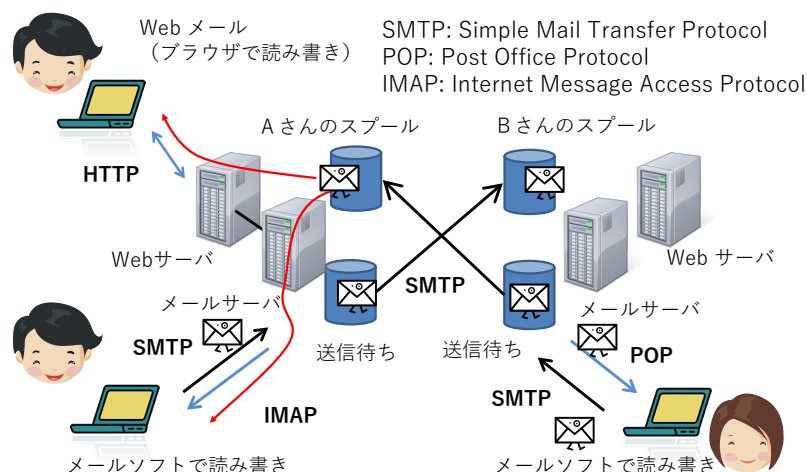 Web メール
（ブラウザで読み書き）
SMTP: Simple Mail Transfer Protocol
POP: Post Office Protocol
IMAP: Internet Message Access Protocol
Aさんのスプール
Bさんのスプール
HTTP
Webサーバ
Web サーバ
SMTP
メールサーバ
メールサーバ
SMTP
送信待ち
送信待ち
POP
IMAP
SMTP
メールソフトで読み書き
メールソフトで読み書き